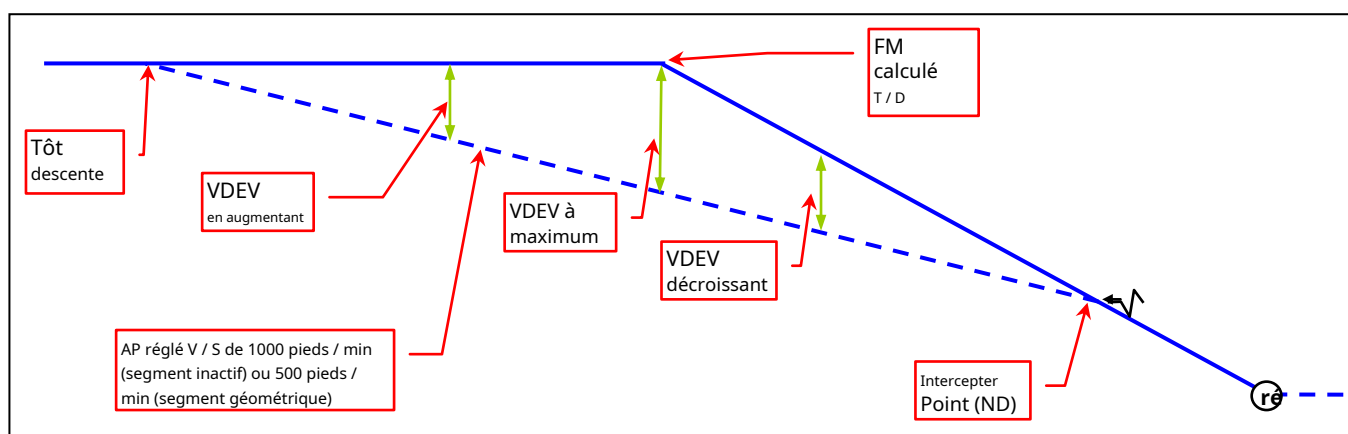 FM
calculé
T / D
Tôt
descente
VDEV
en augmentant
VDEV à
maximum
VDEV
décroissant
AP réglé V / S de 1000 pieds / min
(segment inactif) ou 500 pieds /
min (segment géométrique)
Intercepter
Point (ND)
ré